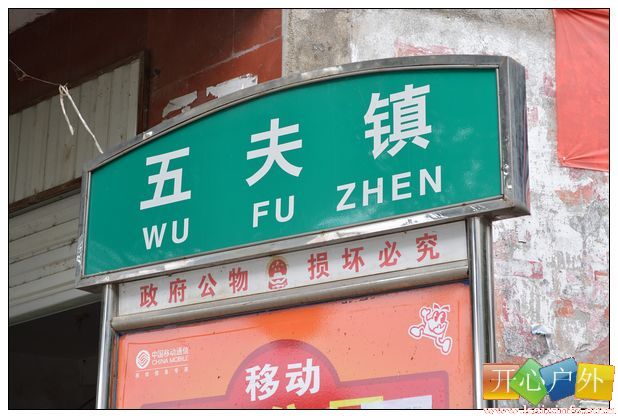 五夫镇
WU FU ZHEN
政府公物 损坏必究
中国移动通信
CHINA MOBILE
移动
开心户外